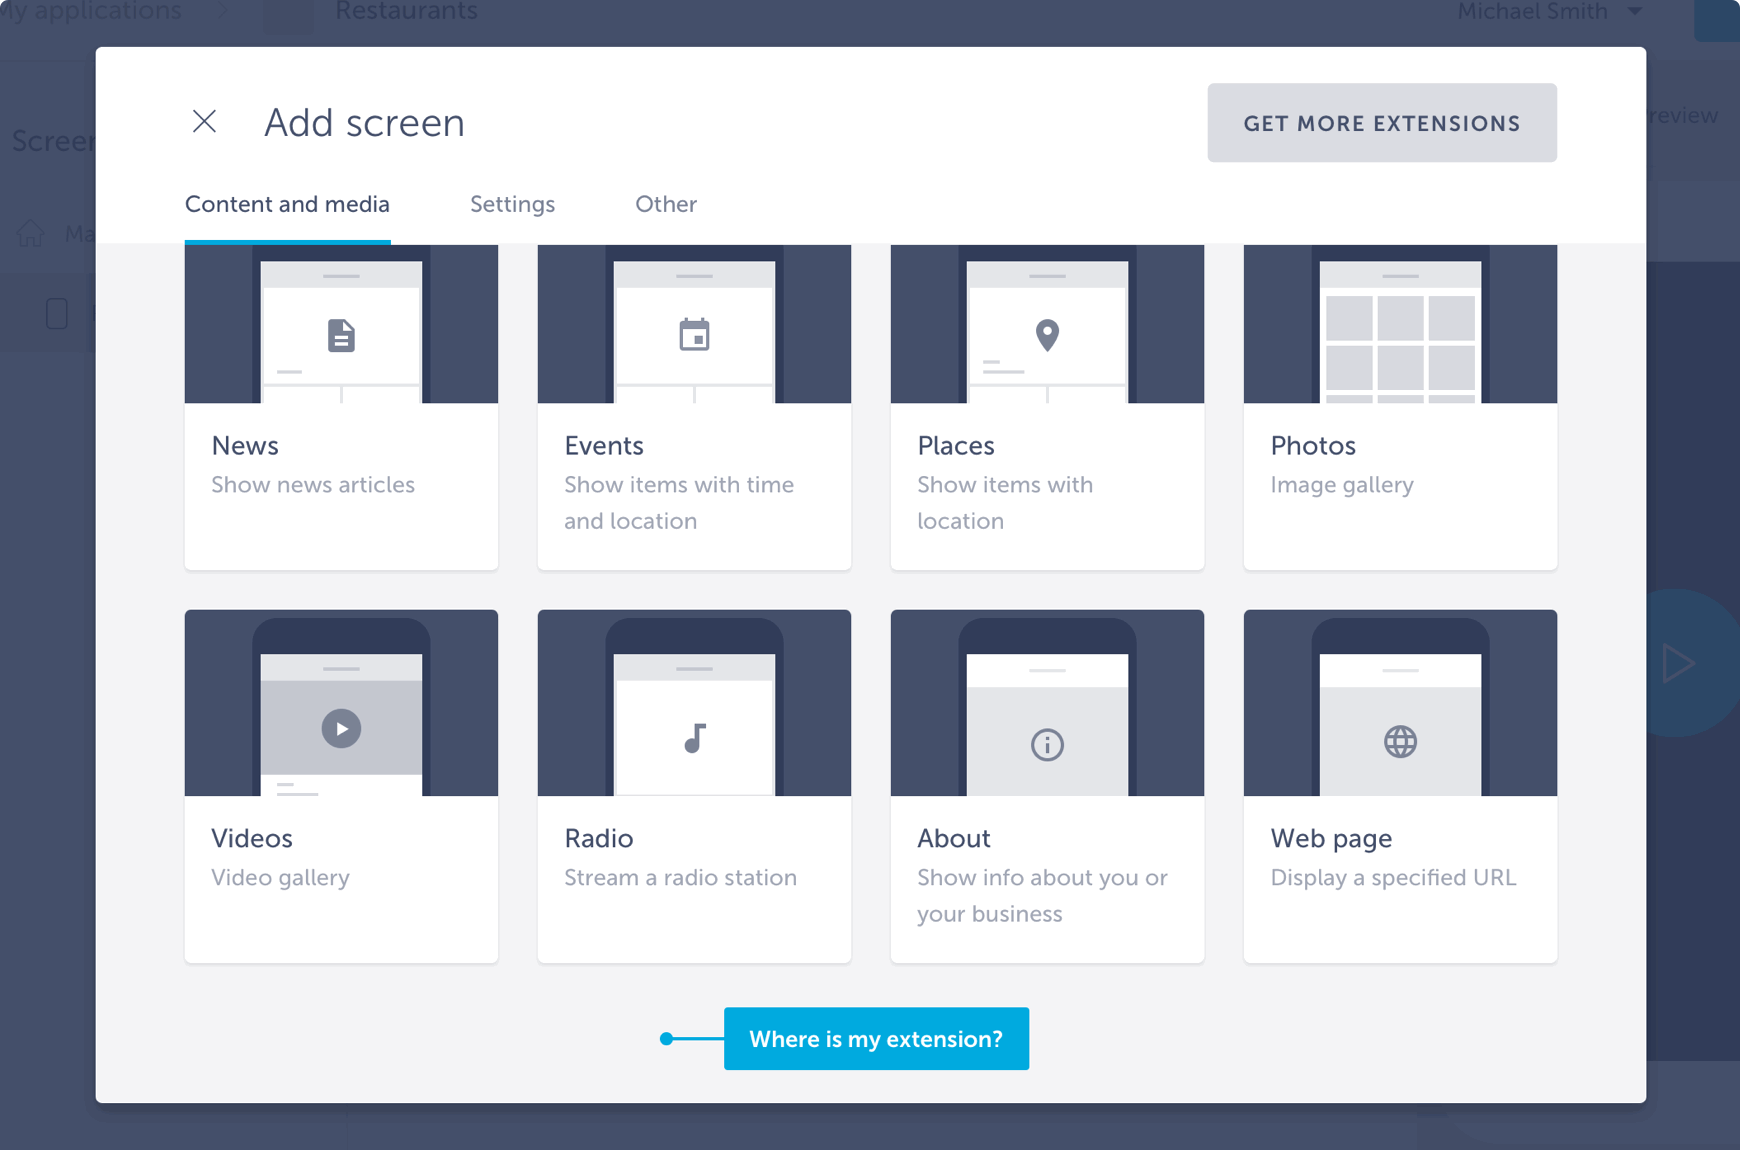 My applications
Restaurants
Michael Smith
Add screen
GET MORE EXTENSIONS
Content and media
Settings
Other
News
Show news articles
Events
Show items with time
and location
Places
Show items with
location
Photos
Image gallery
Videos
Video gallery
Radio
Stream a radio station
About
Show info about you or
your business
Web page
Display a specified URL
Where is my extension?